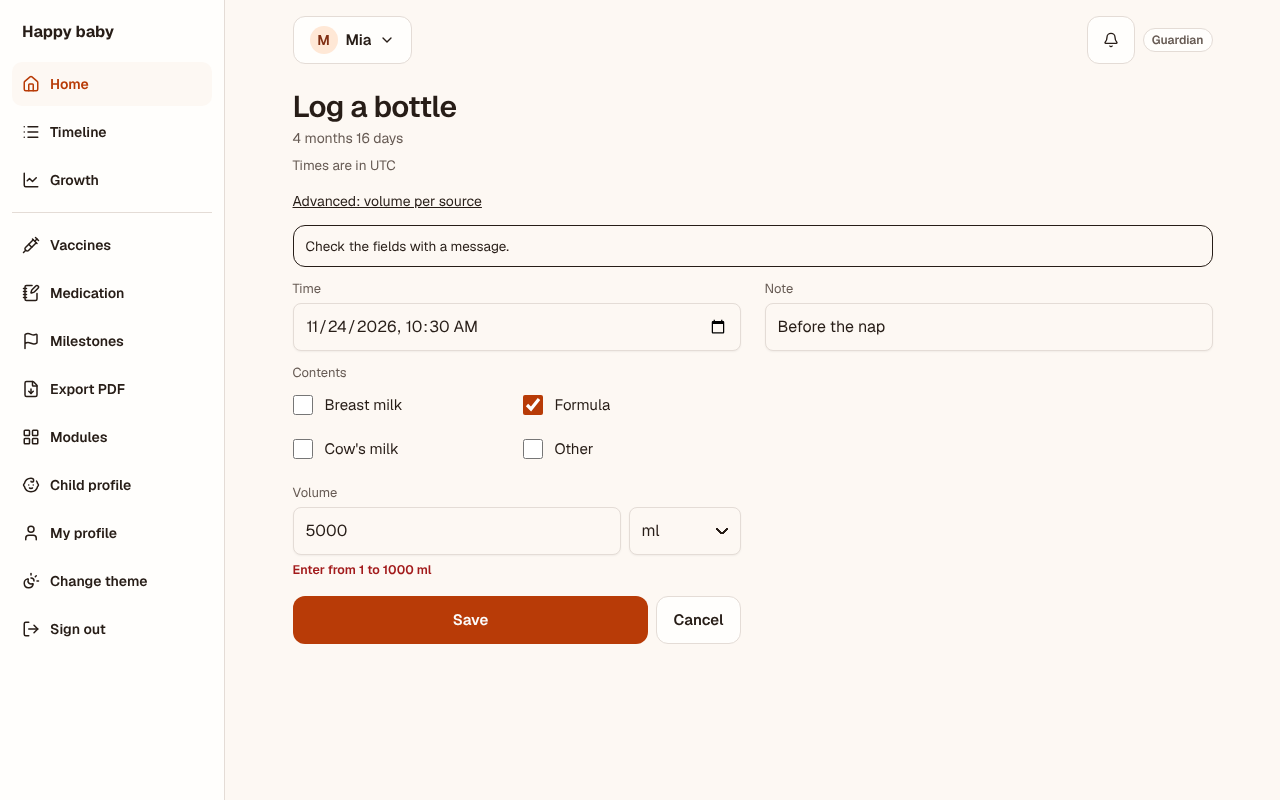 Happy baby
Home
Timeline
Growth
Vaccines
Medication
Milestones
Export PDF
Modules
Child profile
My profile
Change theme
Sign out
M Mia
Guardian
Log a bottle
4 months 16 days
Times are in UTC
Advanced: volume per source
Check the fields with a message.
Time
11/24/2026, 10:30 AM
Note
Before the nap
Contents
Breast milk
Formula
Cow's milk
Other
Volume
5000
ml
Enter from 1 to 1000 ml
Save
Cancel